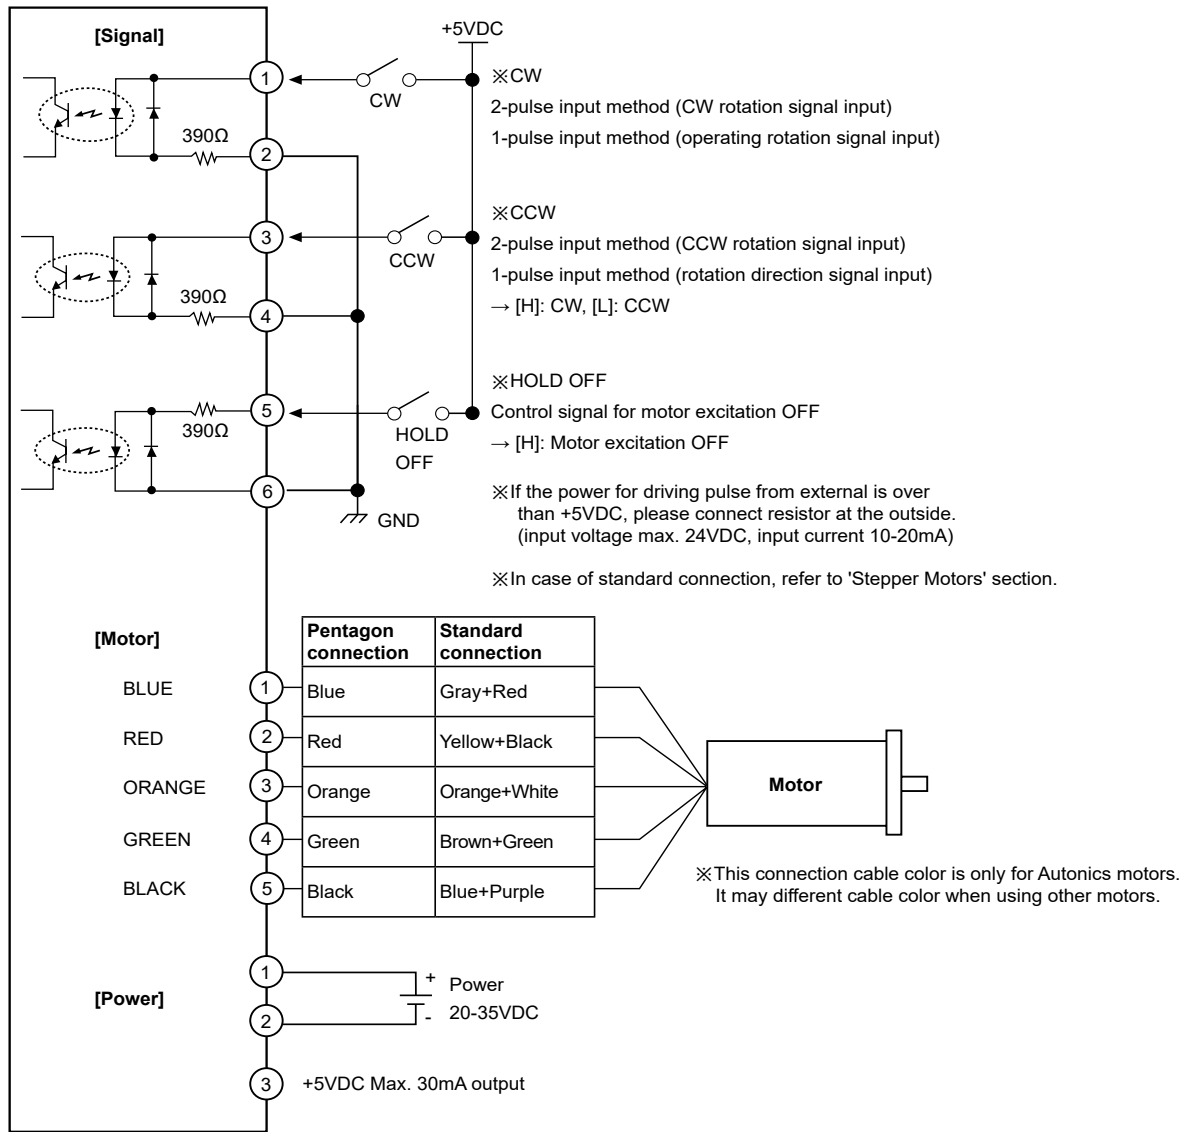 [Signal]
+5VDC
1
CW
※CW
2-pulse input method (CW rotation signal input)
1-pulse input method (operating rotation signal input)
390Ω
2
3
CCW
※CCW
2-pulse input method (CCW rotation signal input)
1-pulse input method (rotation direction signal input)
→ [H]: CW, [L]: CCW
390Ω
4
5
390Ω
HOLD
OFF
※HOLD OFF
Control signal for motor excitation OFF
→ [H]: Motor excitation OFF
6
GND
※If the power for driving pulse from external is over
than +5VDC, please connect resistor at the outside.
(input voltage max. 24VDC, input current 10-20mA)
※In case of standard connection, refer to 'Stepper Motors' section.
[Motor]
Pentagon
connection
Standard
connection
BLUE 1 Blue Gray+Red
RED 2 Red Yellow+Black
ORANGE 3 Orange Orange+White
GREEN 4 Green Brown+Green
BLACK 5 Black Blue+Purple
Motor
※This connection cable color is only for Autonics motors.
It may different cable color when using other motors.
[Power]
1
2
+
-
Power
20-35VDC
3 +5VDC Max. 30mA output